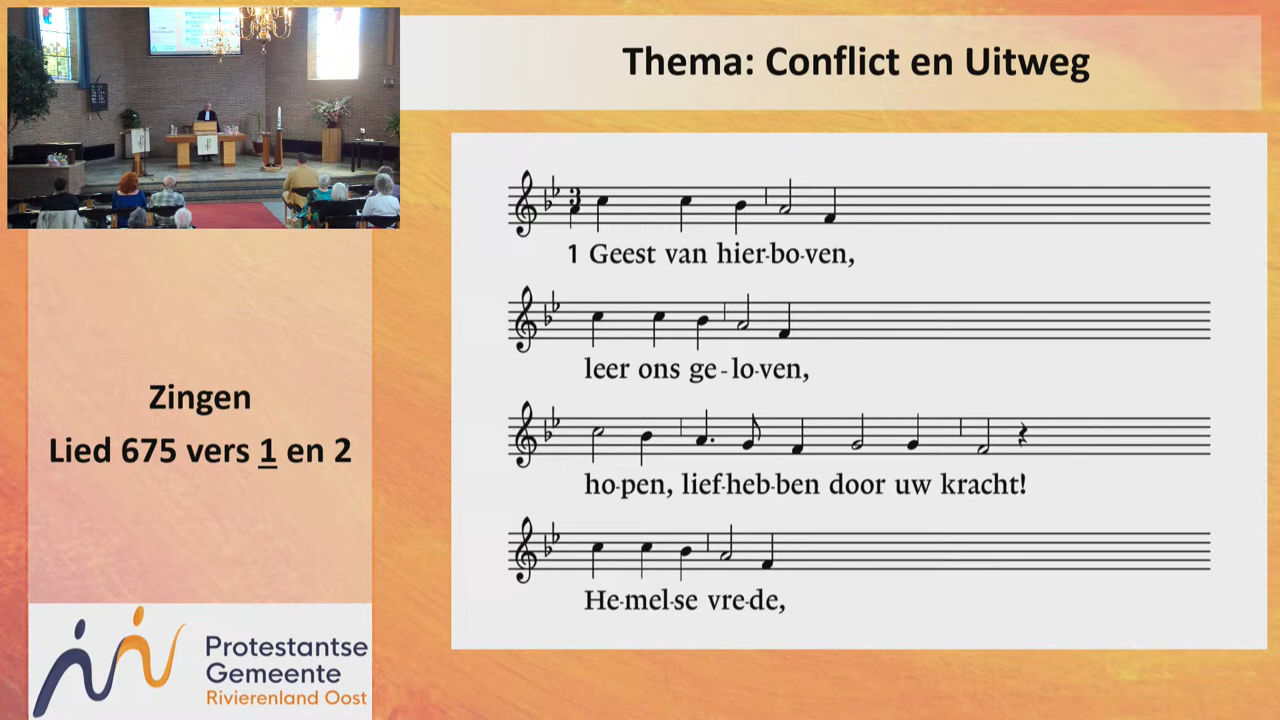 Thema: Conflict en Uitweg
1 Geest van hier-bo-ven,
leer ons ge-lo-ven,
ho-pen, lief-heb-ben door uw kracht!
He-mel-se vre-de,
Zingen
Lied 675 vers 1 en 2
Protestantse
Gemeente
Rivierenland Oost